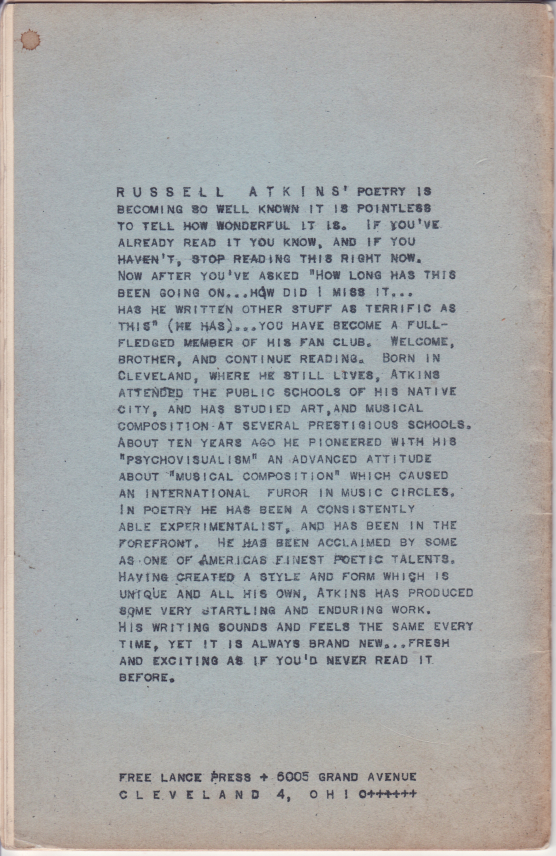 RUSSELL ATKINS' POETRY IS
BECOMING SO WELL KNOWN IT IS POINTLESS
TO TELL HOW WONDERFUL IT IS. IF YOU'VE
ALREADY READ IT YOU KNOW, AND IF YOU
HAVEN'T, STOP READING THIS RIGHT NOW.
NOW AFTER YOU'VE ASKED "HOW LONG HAS THIS
BEEN GOING ON...HOW DID I MISS IT...
HAS HE WRITTEN OTHER STUFF AS TERRIFIC AS
THIS" (HE HAS)...YOU HAVE BECOME A FULL-
FLEDGED MEMBER OF HIS FAN CLUB. WELCOME,
BROTHER, AND CONTINUE READING. BORN IN
CLEVELAND, WHERE HE STILL LIVES, ATKINS
ATTENDED THE PUBLIC SCHOOLS OF HIS NATIVE
CITY, AND HAS STUDIED ART,AND MUSICAL
COMPOSITION AT SEVERAL PRESTIGIOUS SCHOOLS.
ABOUT TEN YEARS AGO HE PIONEERED WITH HIS
"PSYCHOVISUALISM" AN ADVANCED ATTITUDE
ABOUT "MUSICAL COMPOSITION" WHICH CAUSED
AN INTERNATIONAL FUROR IN MUSIC CIRCLES.
IN POETRY HE HAS BEEN A CONSISTENTLY
ABLE EXPERIMENTALIST, AND HAS BEEN IN THE
FOREFRONT. HE HAS BEEN ACCLAIMED BY SOME
AS ONE OF AMERICAS FINEST POETIC TALENTS.
HAVING CREATED A STYLE AND FORM WHICH IS
UNIQUE AND ALL HIS OWN, ATKINS HAS PRODUCED
SOME VERY STARTLING AND ENDURING WORK.
HIS WRITING SOUNDS AND FEELS THE SAME EVERY
TIME, YET IT IS ALWAYS BRAND NEW...FRESH
AND EXCITING AS IF YOU'D NEVER READ IT
BEFORE.
FREE LANCE PRESS + 6005 GRAND AVENUE
CLEVELAND 4, OHIO++++++